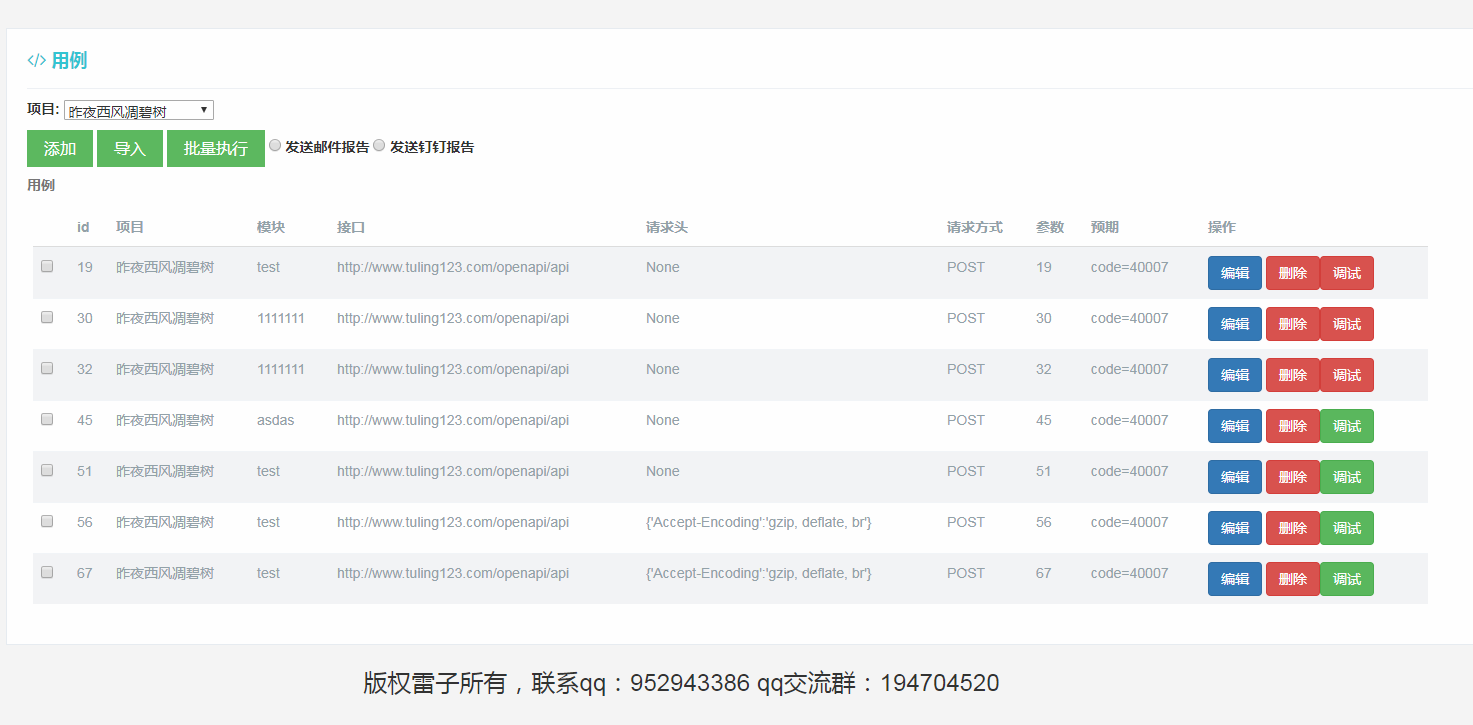 </> 用例
项目: 昨夜西风凋碧树
添加 导入 批量执行 发送邮件报告 发送钉钉报告
用例
id 项目 模块 接口 请求头 请求方式 参数 预期 操作
19 昨夜西风凋碧树 test http://www.tuling123.com/openapi/api None POST 19 code=40007 编辑 删除 调试
30 昨夜西风凋碧树 1111111 http://www.tuling123.com/openapi/api None POST 30 code=40007 编辑 删除 调试
32 昨夜西风凋碧树 1111111 http://www.tuling123.com/openapi/api None POST 32 code=40007 编辑 删除 调试
45 昨夜西风凋碧树 asdas http://www.tuling123.com/openapi/api None POST 45 code=40007 编辑 删除 调试
51 昨夜西风凋碧树 test http://www.tuling123.com/openapi/api None POST 51 code=40007 编辑 删除 调试
56 昨夜西风凋碧树 test http://www.tuling123.com/openapi/api {'Accept-Encoding':'gzip, deflate, br'} POST 56 code=40007 编辑 删除 调试
67 昨夜西风凋碧树 test http://www.tuling123.com/openapi/api {'Accept-Encoding':'gzip, deflate, br'} POST 67 code=40007 编辑 删除 调试
版权雷子所有，联系qq：952943386 qq交流群：194704520